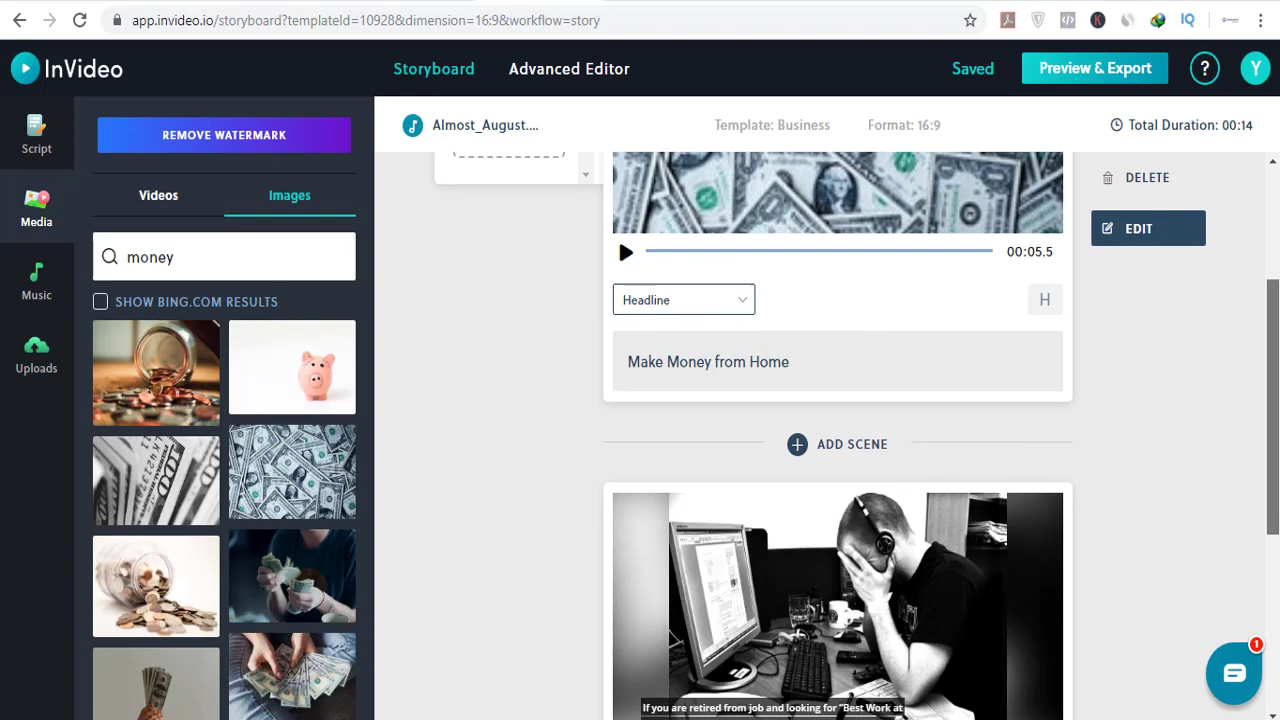 app.invideo.io/storyboard?templateId=10928&dimension=16:9&workflow=story
InVideo
Storyboard
Advanced Editor
Saved
Preview & Export
?
Y
Script
Media
Music
Uploads
REMOVE WATERMARK
Videos
Images
money
SHOW BING.COM RESULTS
Almost_August....
Template: Business
Format: 16:9
Total Duration: 00:14
DELETE
EDIT
00:05.5
Headline
H
Make Money from Home
ADD SCENE
If you are retired from job and looking for "Best Work at
1